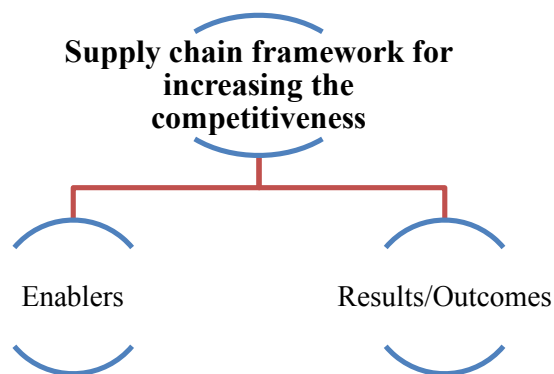 Supply chain framework for
increasing the
competitiveness
Enablers
Results/Outcomes